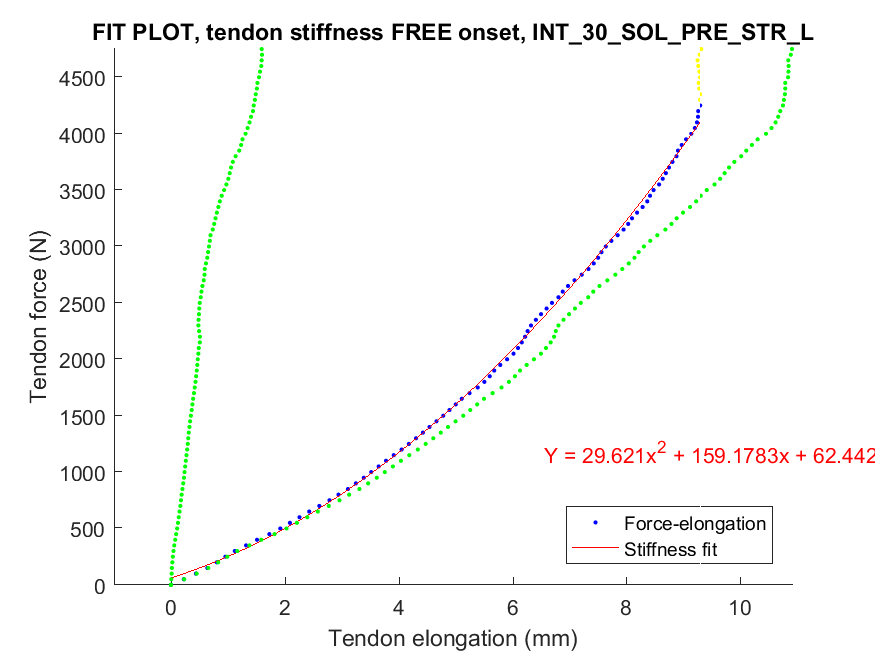 FIT PLOT, tendon stiffness FREE onset, INT_30_SOL_PRE_STR_L
4500
4000
3500
3000
2500
2000
1500
1000
500
0
Tendon force (N)
Y = 29.621x² + 159.1783x + 62.442
Force-elongation
Stiffness fit
0 2 4 6 8 10
Tendon elongation (mm)